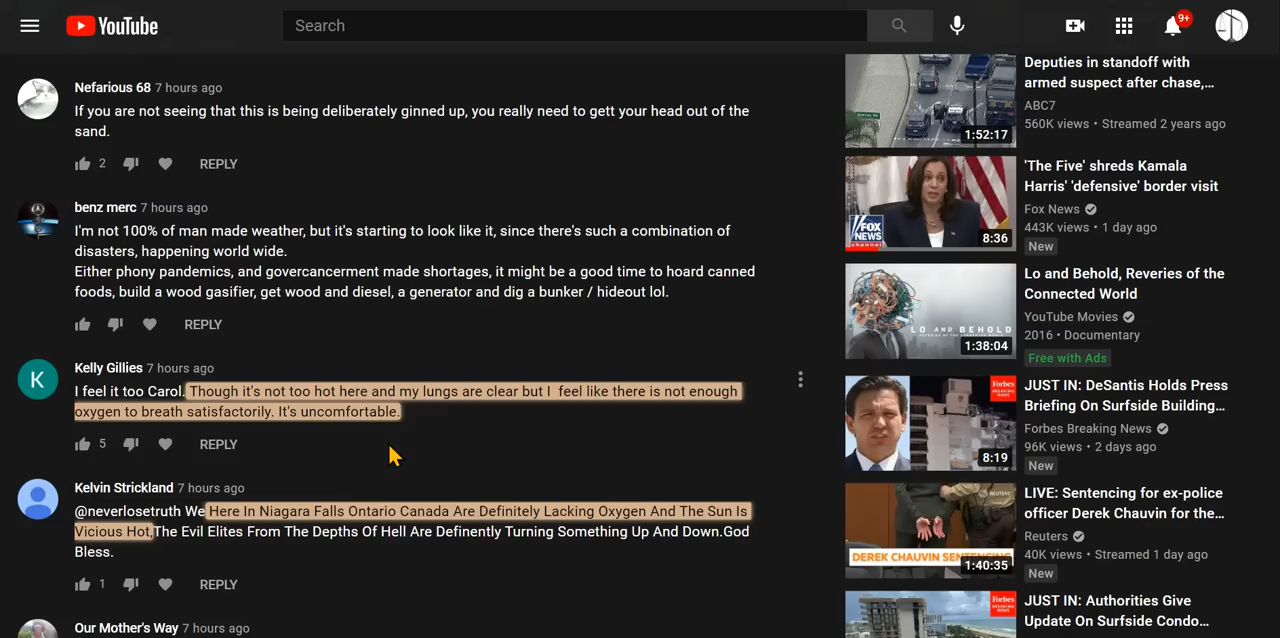 YouTube
Search
9+
Nefarious 68 7 hours ago
If you are not seeing that this is being deliberately ginned up, you really need to gett your head out of the
sand.
2 REPLY
benz merc 7 hours ago
I'm not 100% of man made weather, but it's starting to look like it, since there's such a combination of
disasters, happening world wide.
Either phony pandemics, and govercancerment made shortages, it might be a good time to hoard canned
foods, build a wood gasifier, get wood and diesel, a generator and dig a bunker / hideout lol.
REPLY
K
Kelly Gillies 7 hours ago
I feel it too Carol. Though it's not too hot here and my lungs are clear but I feel like there is not enough
oxygen to breath satisfactorily. It's uncomfortable.
5 REPLY
Kelvin Strickland 7 hours ago
@neverlosetruth We Here In Niagara Falls Ontario Canada Are Definitely Lacking Oxygen And The Sun Is
Vicious Hot,The Evil Elites From The Depths Of Hell Are Definently Turning Something Up And Down.God
Bless.
1 REPLY
Our Mother's Way 7 hours ago
1:52:17
Deputies in standoff with
armed suspect after chase,...
ABC7
560K views • Streamed 2 years ago
FOX
NEWS
channel
8:36
'The Five' shreds Kamala
Harris' 'defensive' border visit
Fox News
443K views • 1 day ago
New
LO AND BEHOLD
1:38:04
Lo and Behold, Reveries of the
Connected World
YouTube Movies
2016 • Documentary
Free with Ads
Forbes
BREAKING
NEWS
8:19
JUST IN: DeSantis Holds Press
Briefing On Surfside Building...
Forbes Breaking News
96K views • 2 days ago
New
REUTERS
DEREK CHAUVIN SENTENCING
1:40:35
LIVE: Sentencing for ex-police
officer Derek Chauvin for the...
Reuters
40K views • Streamed 1 day ago
New
Forbes
BREAKING
NEWS
JUST IN: Authorities Give
Update On Surfside Condo...